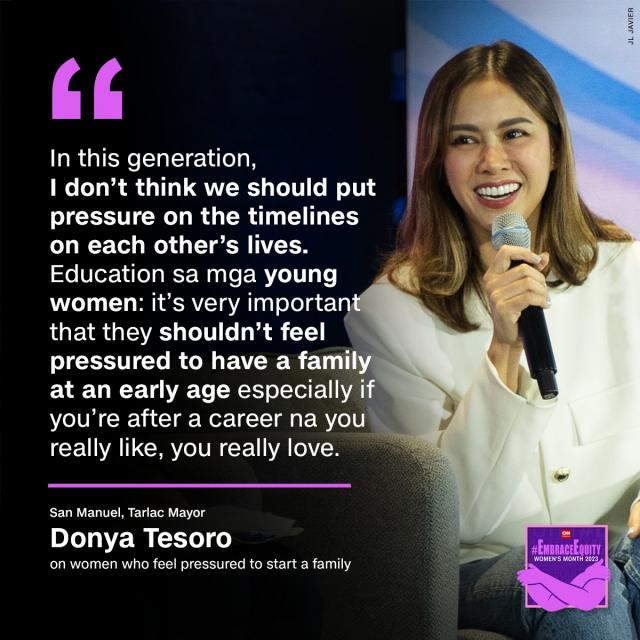 JL JAVIER
In this generation,
I don't think we should put
pressure on the timelines
on each other's lives.
Education sa mga young
women: it's very important
that they shouldn't feel
pressured to have a family
at an early age especially if
you're after a career na you
really like, you really love.
San Manuel, Tarlac Mayor
Donya Tesoro
on women who feel pressured to start a family
CNN
#EMBRACEEQUITY
WOMEN'S MONTH 2023